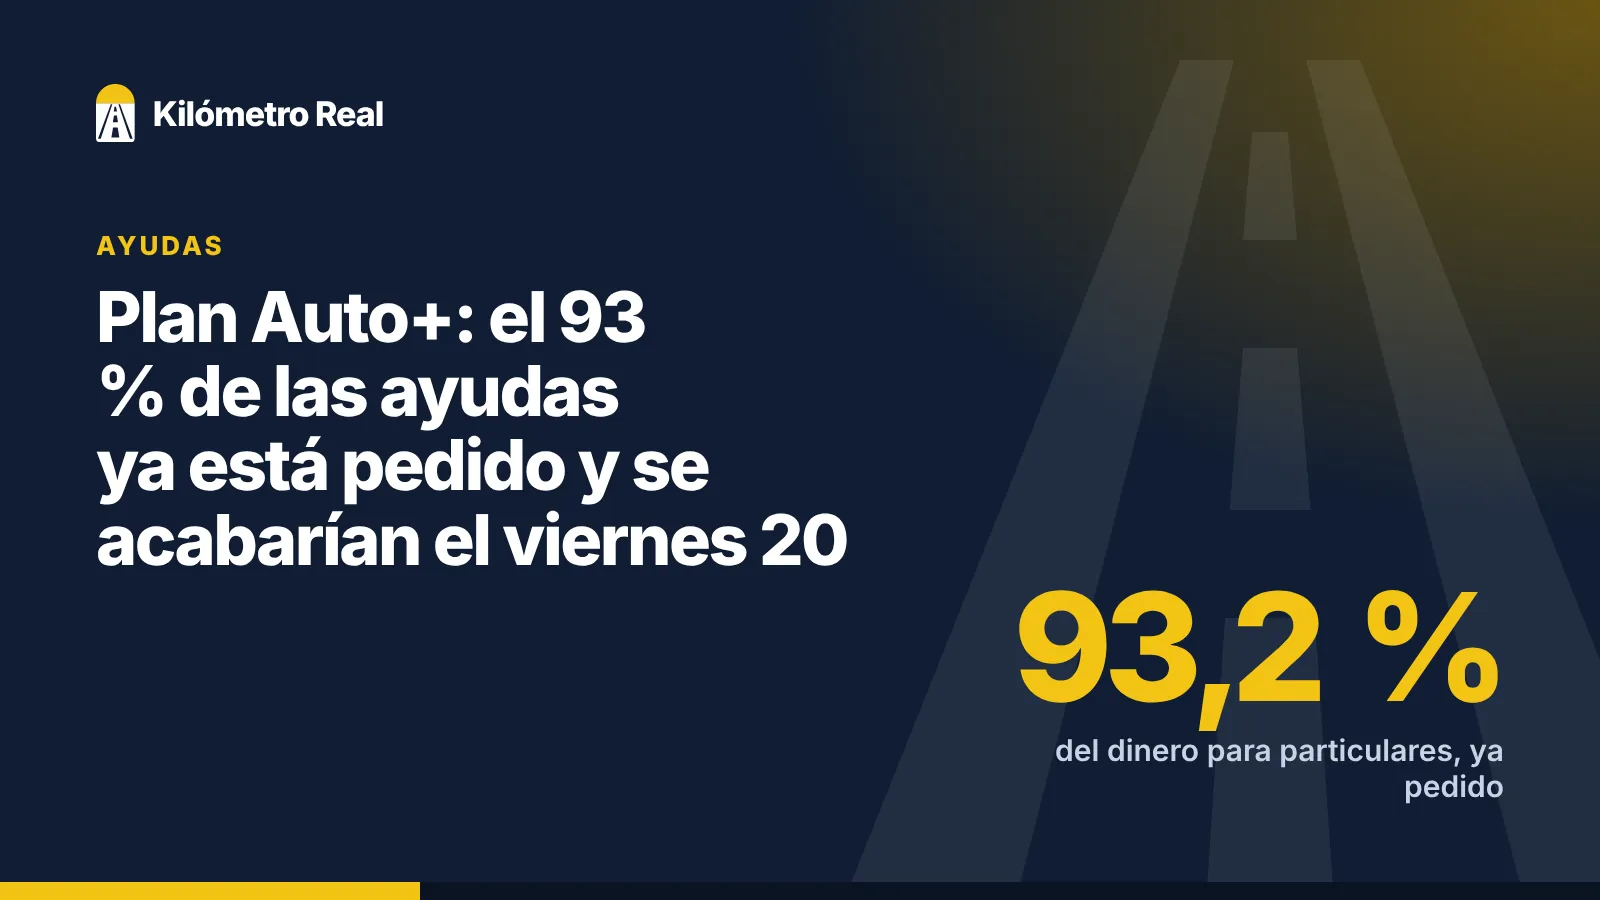 Kilómetro Real
AYUDAS
Plan Auto+: el 93
% de las ayudas
ya está pedido y se
acabarían el viernes 20
93,2 %
del dinero para particulares, ya
pedido